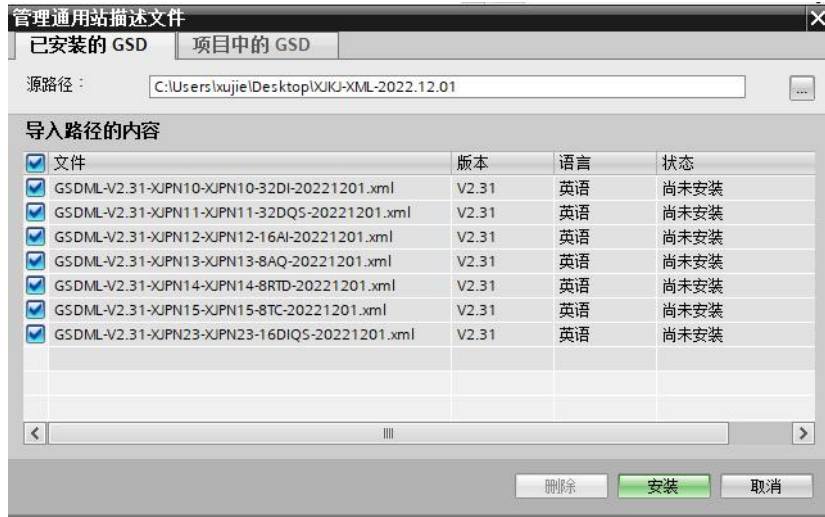 管理通用站描述文件
已安装的 GSD 项目中的 GSD
源路径： C:\Users\xujie\Desktop\XJKJ-XML-2022.12.01 ...
导入路径的内容
文件 版本 语言 状态
GSDML-V2.31-XJPN10-XJPN10-32DI-20221201.xml V2.31 英语 尚未安装
GSDML-V2.31-XJPN11-XJPN11-32DQS-20221201.xml V2.31 英语 尚未安装
GSDML-V2.31-XJPN12-XJPN12-16AI-20221201.xml V2.31 英语 尚未安装
GSDML-V2.31-XJPN13-XJPN13-8AQ-20221201.xml V2.31 英语 尚未安装
GSDML-V2.31-XJPN14-XJPN14-8RTD-20221201.xml V2.31 英语 尚未安装
GSDML-V2.31-XJPN15-XJPN15-8TC-20221201.xml V2.31 英语 尚未安装
GSDML-V2.31-XJPN23-XJPN23-16DIQS-20221201.xml V2.31 英语 尚未安装
删除 安装 取消